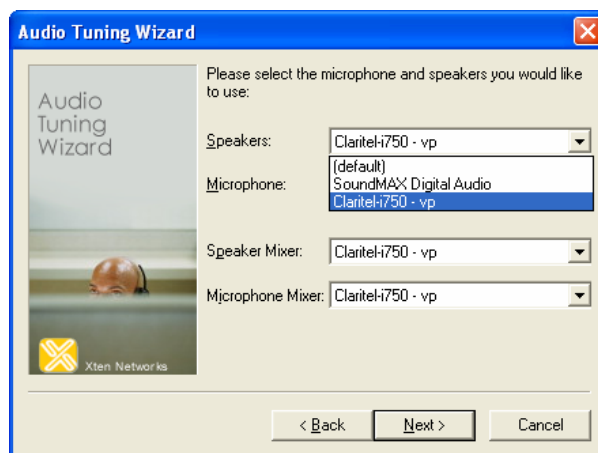 Audio Tuning Wizard
Audio
Tuning
Wizard
Please select the microphone and speakers you would like
to use:
Speakers:
Claritel-i750 - vp
(default)
SoundMAX Digital Audio
Claritel-i750 - vp
Microphone:
Speaker Mixer:
Claritel-i750 - vp
Microphone Mixer:
Claritel-i750 - vp
Xten Networks
< Back
Next >
Cancel